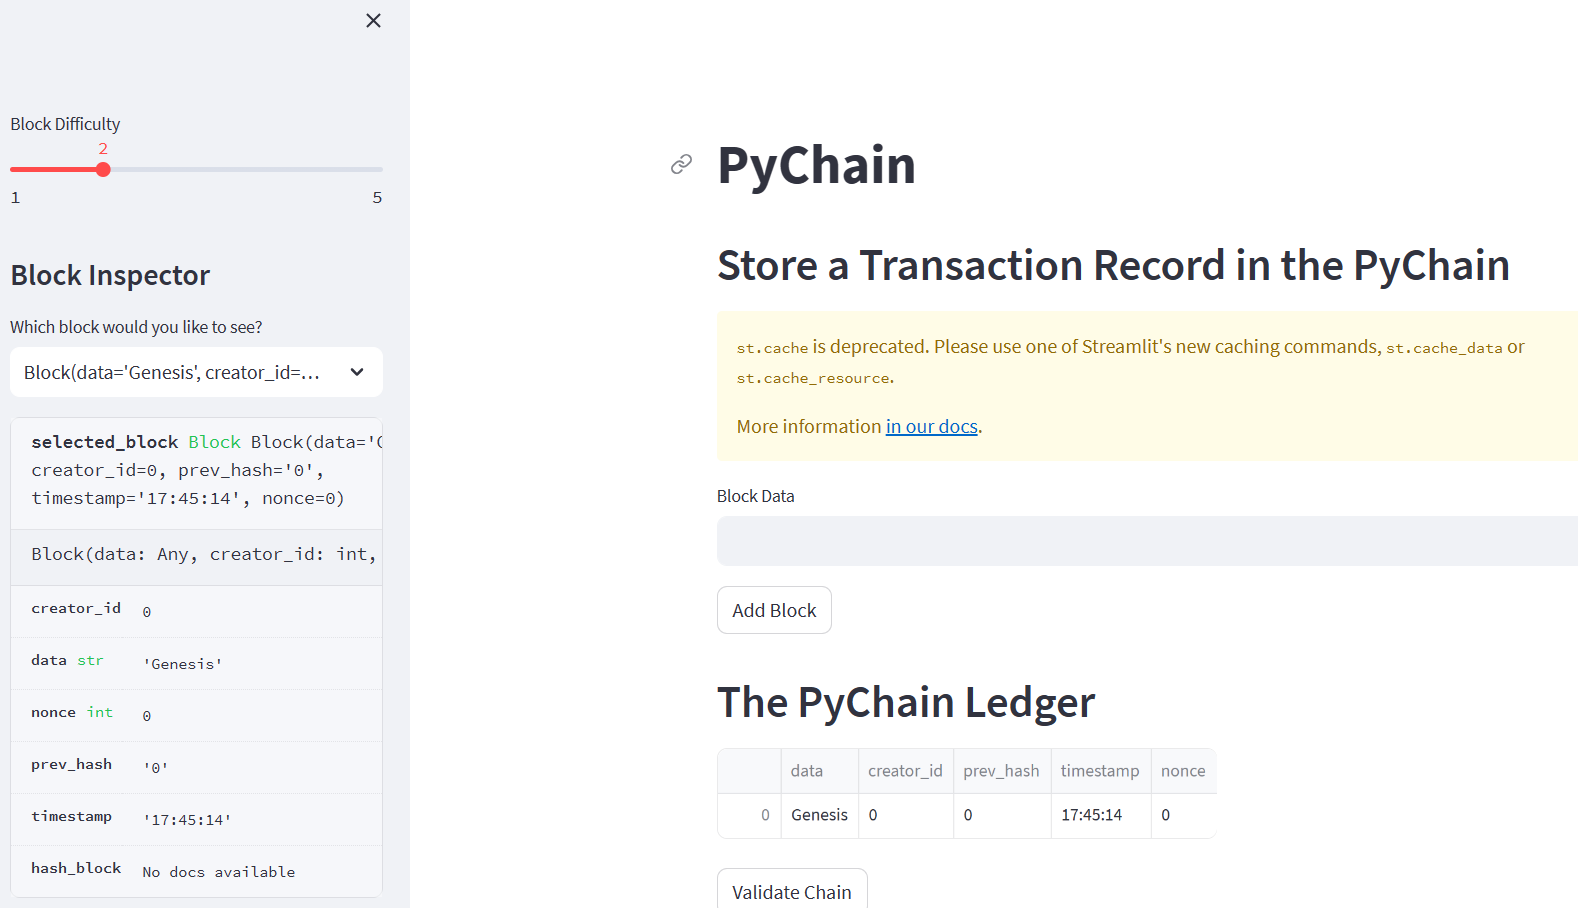 Block Difficulty
2
1 5
Block Inspector
Which block would you like to see?
Block(data='Genesis', creator_id=...
selected_block Block Block(data='
creator_id=0, prev_hash='0',
timestamp='17:45:14', nonce=0)
Block(data: Any, creator_id: int,
creator_id 0
data str 'Genesis'
nonce int 0
prev_hash '0'
timestamp '17:45:14'
hash_block No docs available
PyChain
Store a Transaction Record in the PyChain
st.cache is deprecated. Please use one of Streamlit's new caching commands, st.cache_data or
st.cache_resource.
More information in our docs.
Block Data
Add Block
The PyChain Ledger
data creator_id prev_hash timestamp nonce
0 Genesis 0 0 17:45:14 0
Validate Chain